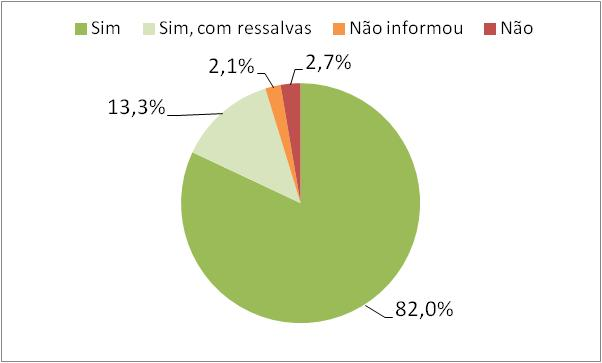 Sim Sim, com ressalvas Não informou Não
2,1% 2,7%
13,3%
82,0%